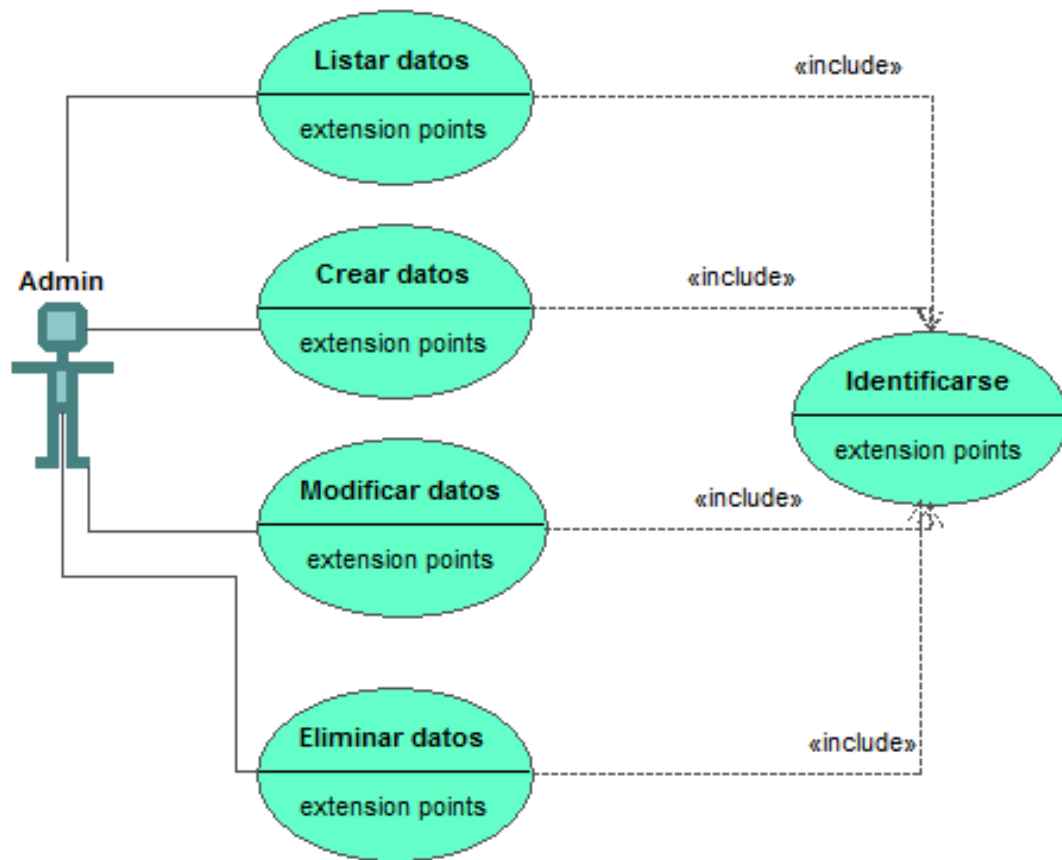 Listar datos
«include»
extension points
Admin
Crear datos
«include»
extension points
Identificarse
extension points
Modificar datos
«include»
extension points
Eliminar datos
«include»
extension points